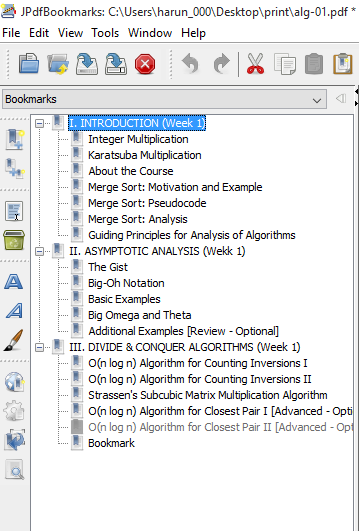 JPdfBookmarks: C:\Users\harun_000\Desktop\print\alg-01.pdf *
File Edit View Tools Window Help
Bookmarks
I. INTRODUCTION (Week 1)
Integer Multiplication
Karatsuba Multiplication
About the Course
Merge Sort: Motivation and Example
Merge Sort: Pseudocode
Merge Sort: Analysis
Guiding Principles for Analysis of Algorithms
II. ASYMPTOTIC ANALYSIS (Wekk 1)
The Gist
Big-Oh Notation
Basic Examples
Big Omega and Theta
Additional Examples [Review - Optional]
III. DIVIDE & CONQUER ALGORITHMS (Week 1)
O(n log n) Algorithm for Counting Inversions I
O(n log n) Algorithm for Counting Inversions II
Strassen's Subcubic Matrix Multiplication Algorithm
O(n log n) Algorithm for Closest Pair I [Advanced - Opti
O(n log n) Algorithm for Closest Pair II [Advanced - Opt
Bookmark